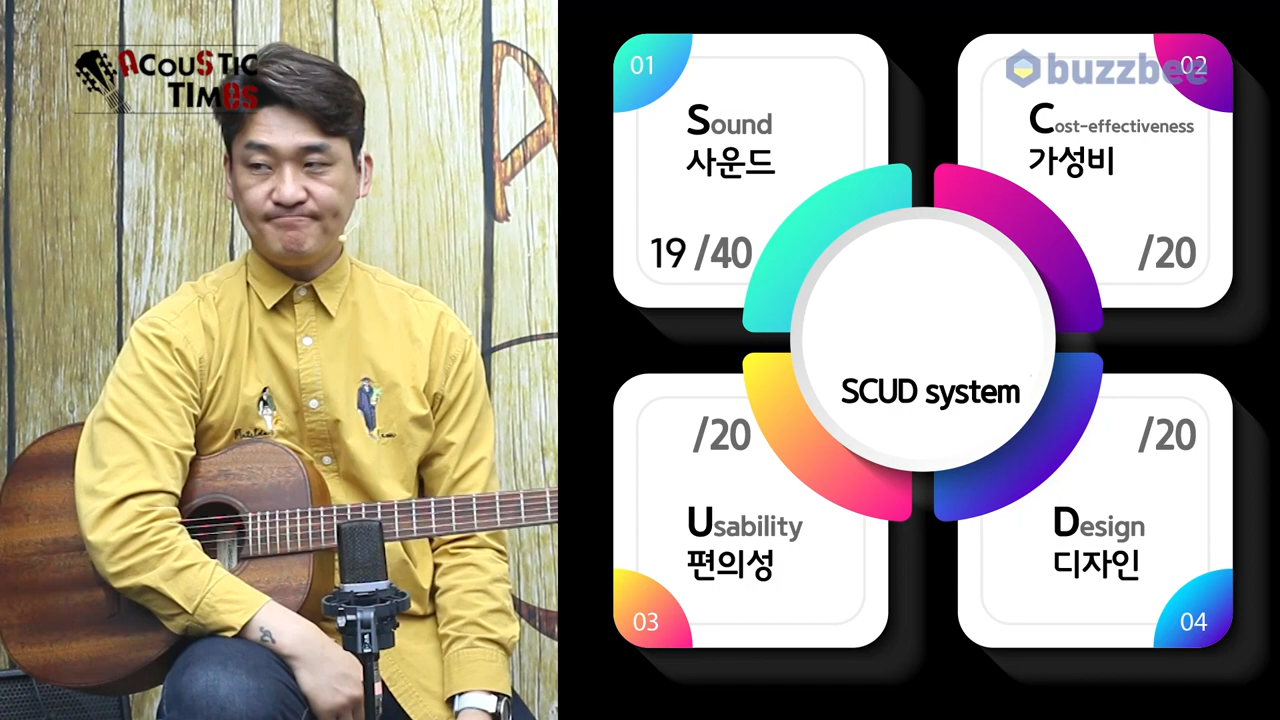 ACOUSTIC
TIMES
buzzbee
01
Sound
사운드
19 /40
02
Cost-effectiveness
가성비
/20
SCUD system
/20
Usability
편의성
03
/20
Design
디자인
04